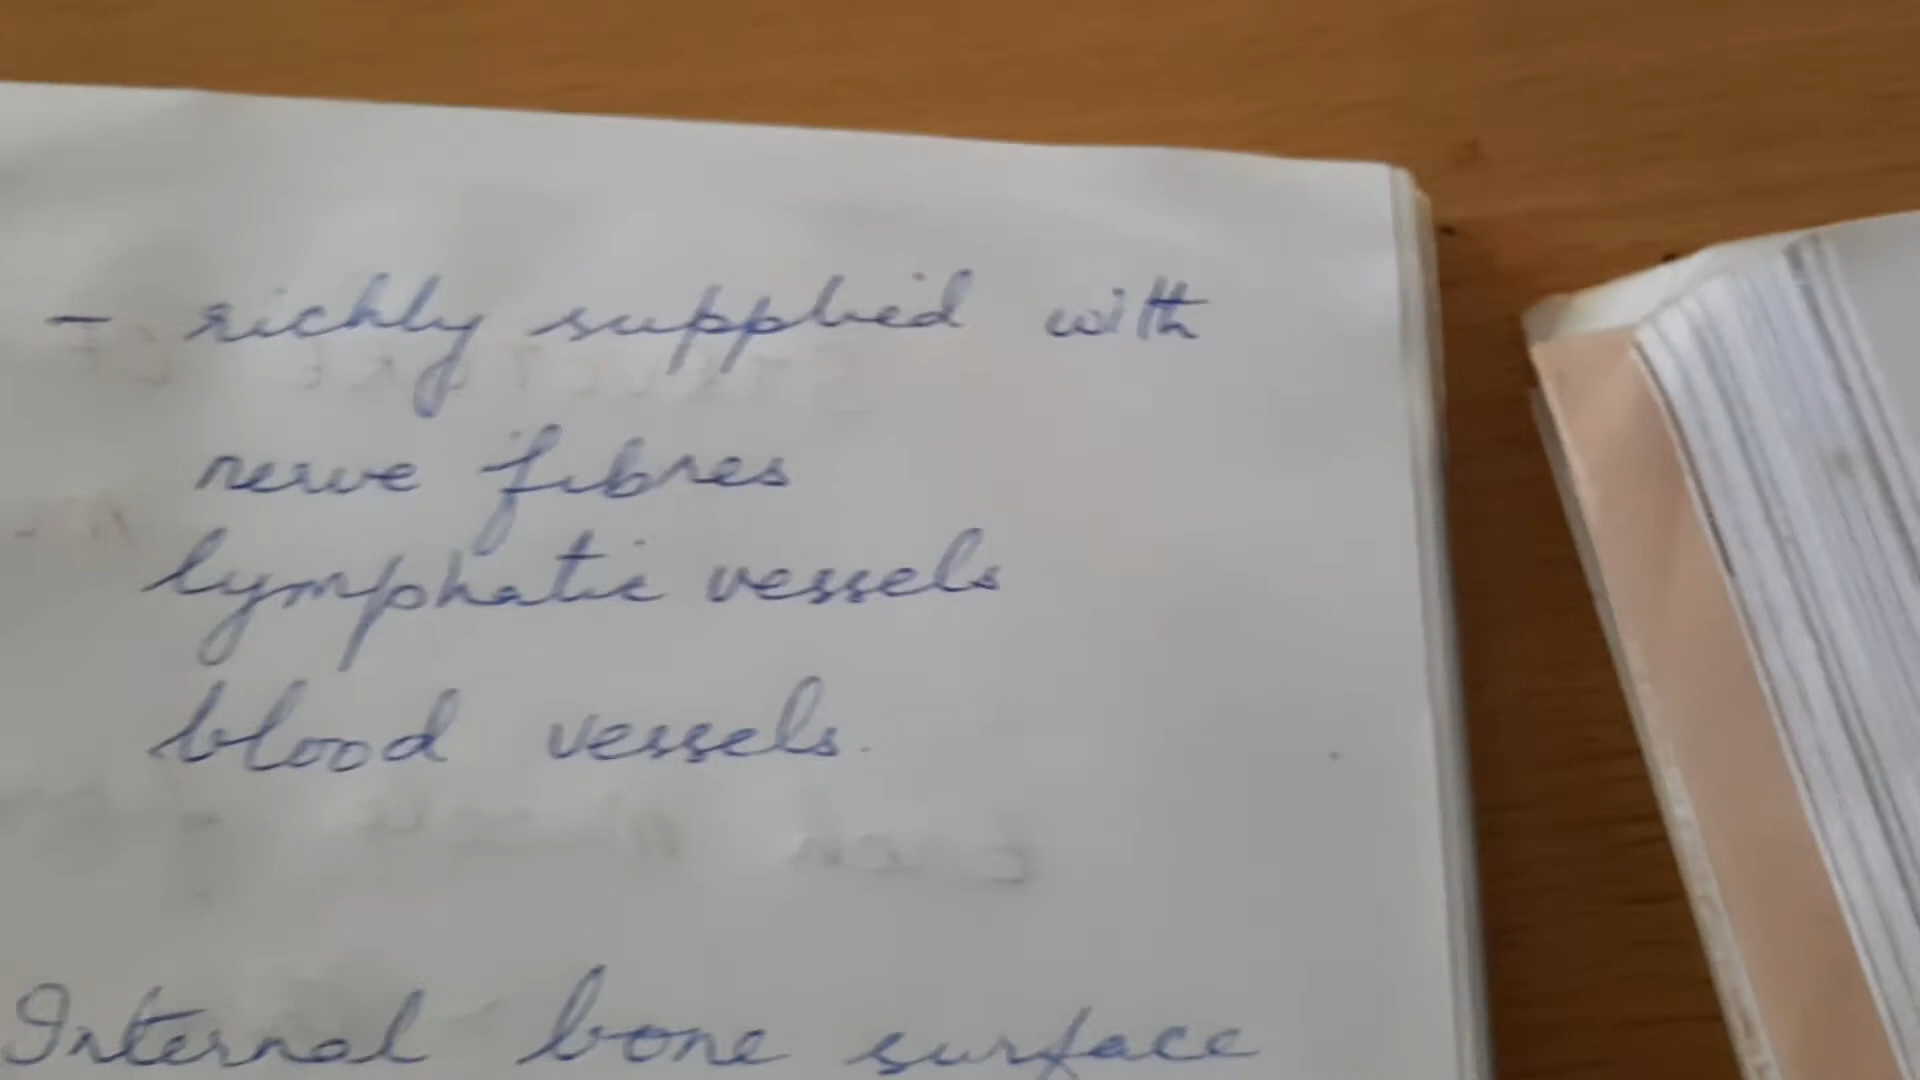 - richly supplied with
nerve fibres
lymphatic vessels
blood vessels.
Internal bone surface